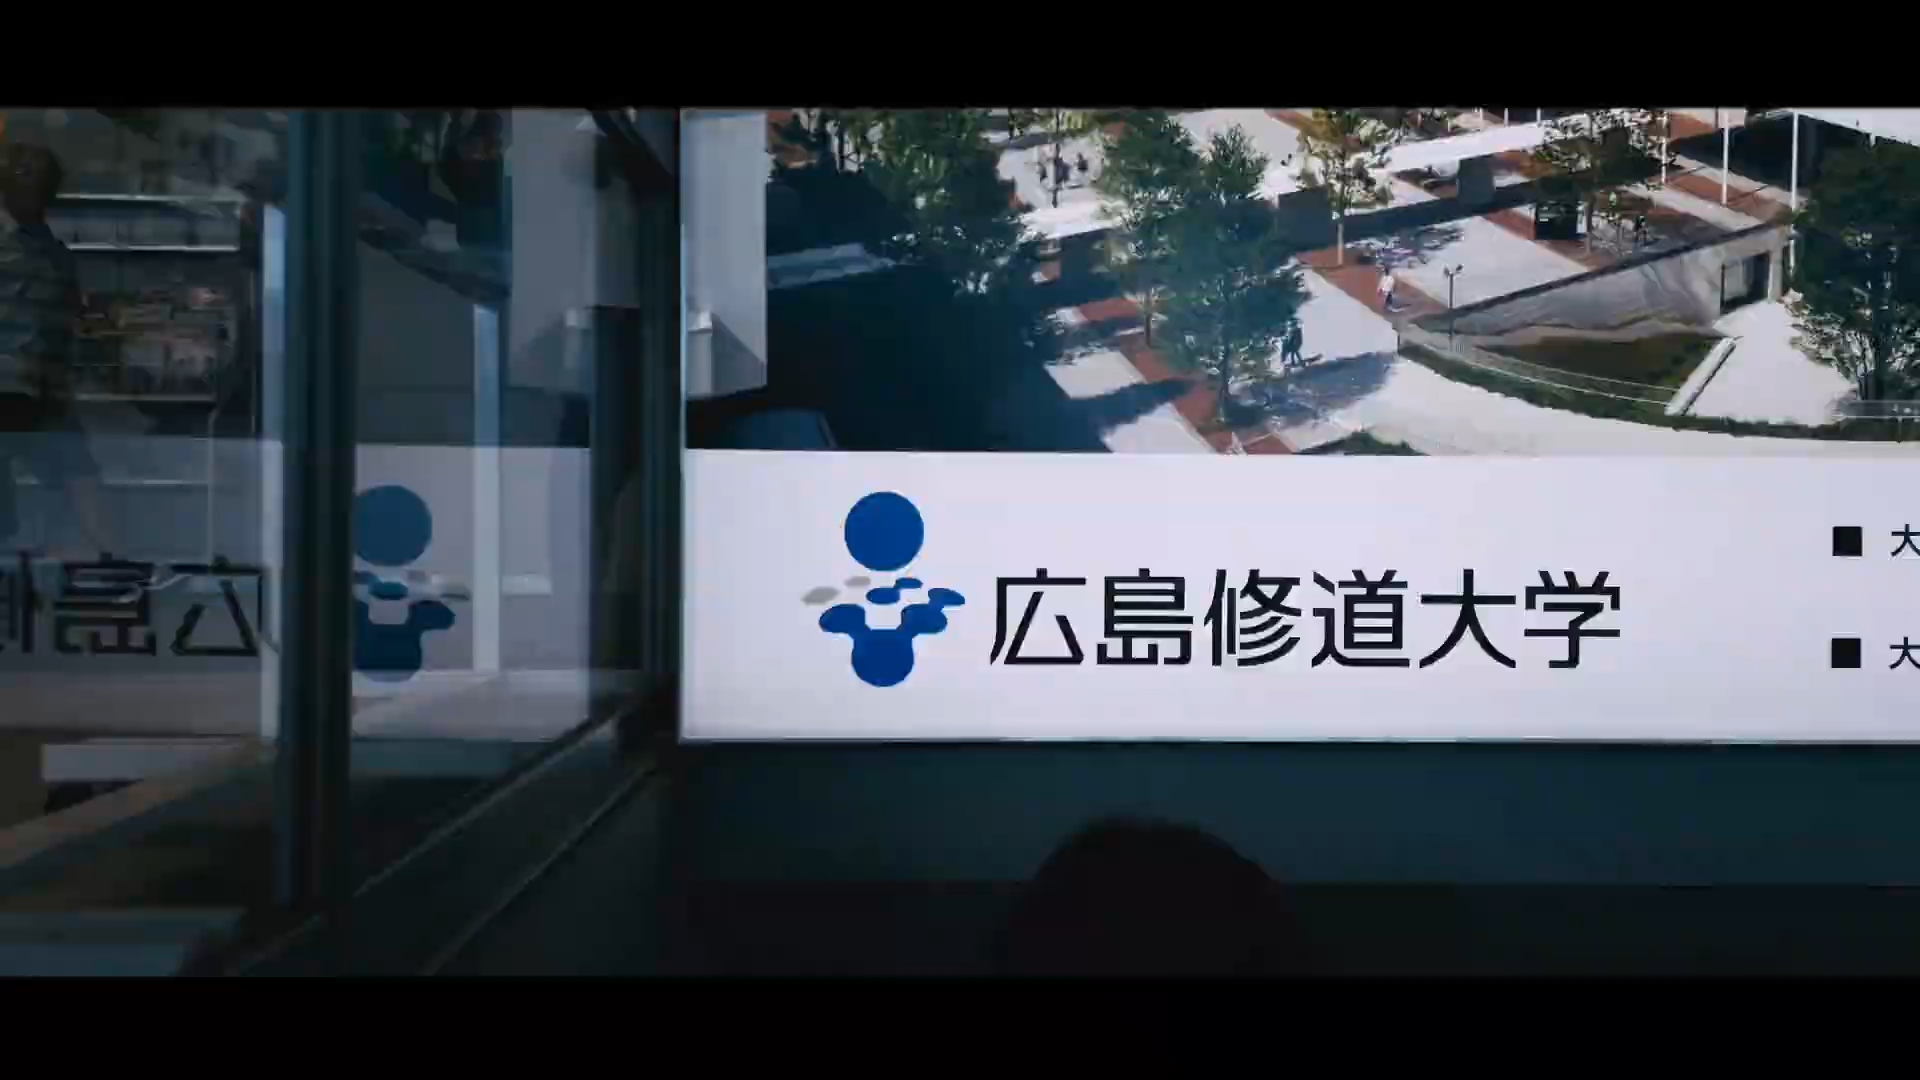 広島修道大学
■ 大
■ 大